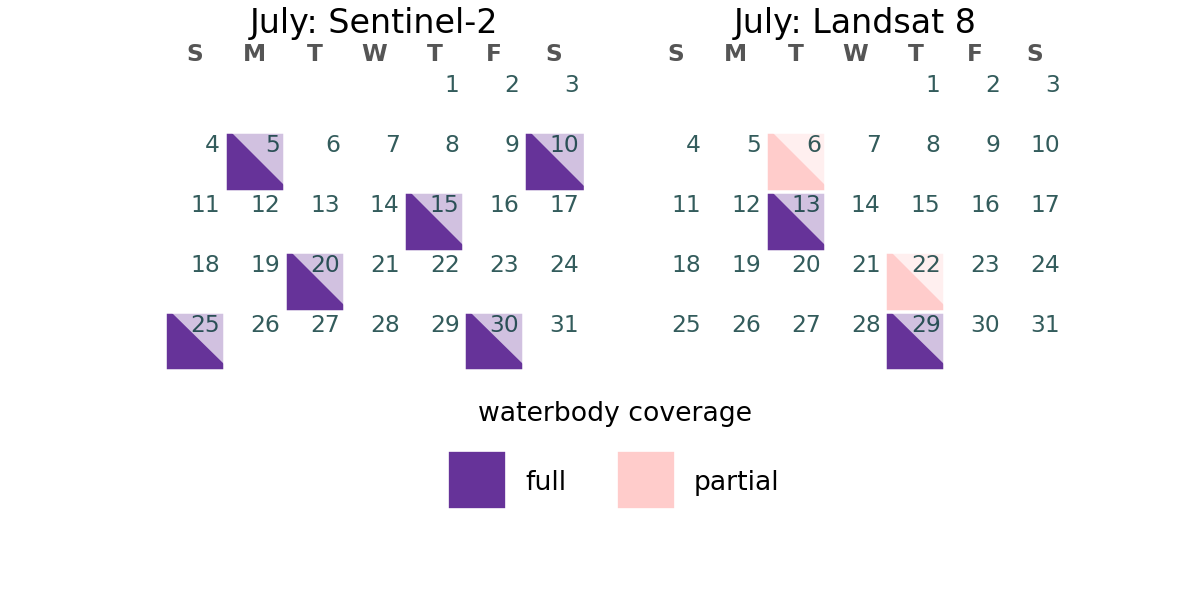 July: Sentinel-2
S M T W T F S
1 2 3
4 5 6 7 8 9 10
11 12 13 14 15 16 17
18 19 20 21 22 23 24
25 26 27 28 29 30 31
July: Landsat 8
S M T W T F S
1 2 3
4 5 6 7 8 9 10
11 12 13 14 15 16 17
18 19 20 21 22 23 24
25 26 27 28 29 30 31
waterbody coverage
full
partial